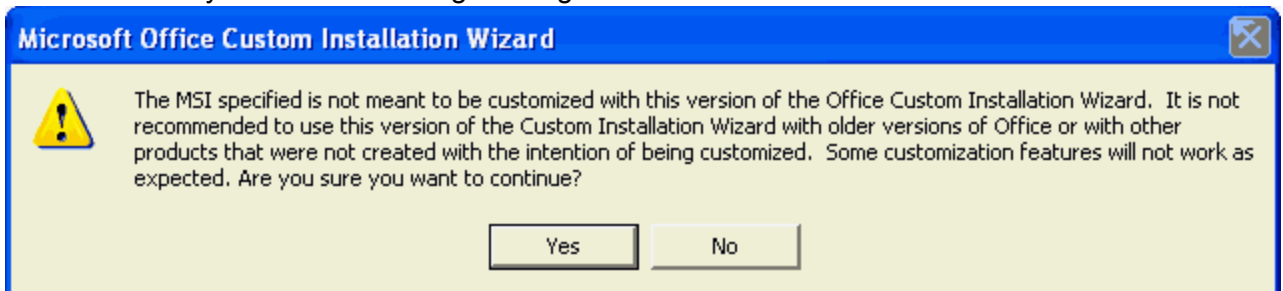 Microsoft Office Custom Installation Wizard
The MSI specified is not meant to be customized with this version of the Office Custom Installation Wizard. It is not
recommended to use this version of the Custom Installation Wizard with older versions of Office or with other
products that were not created with the intention of being customized. Some customization features will not work as
expected. Are you sure you want to continue?
Yes No